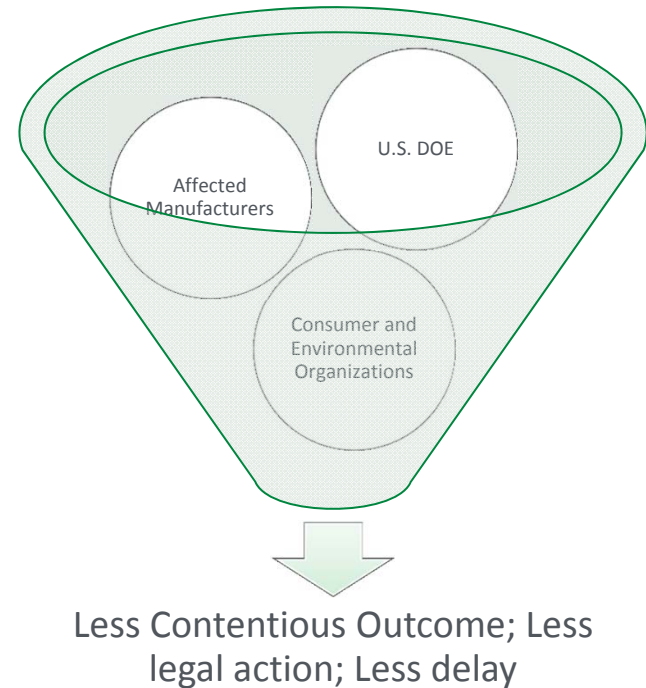 U.S. DOE
Affected
Manufacturers
Consumer and
Environmental
Organizations
Less Contentious Outcome; Less
legal action; Less delay